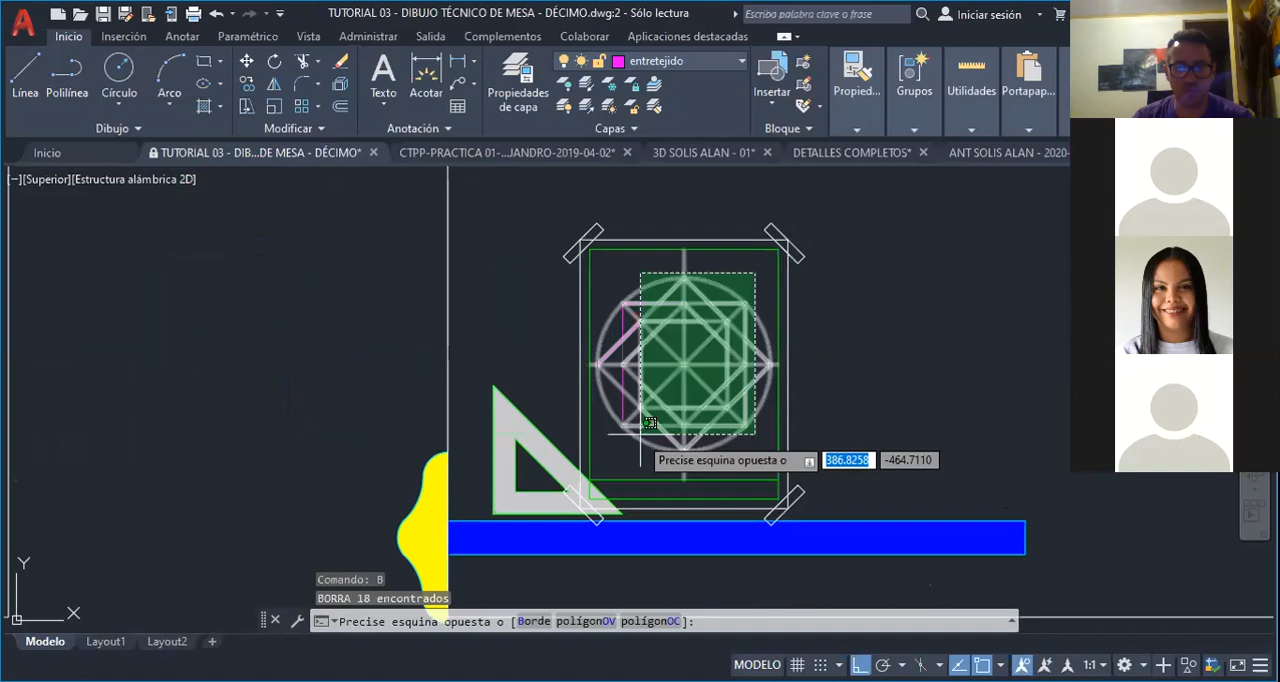 TUTORIAL 03 - DIBUJO TÉCNICO DE MESA - DÉCIMO.dwg:2 - Sólo lectura
Escriba palabra clave o frase
Iniciar sesión
Inicio Inserción Anotar Paramétrico Vista Administrar Salida Complementos Colaborar Aplicaciones destacadas
entretejido
Línea Polilínea Círculo Arco
Texto Acotar
Propiedades de capa
Insertar
Propied... Grupos Utilidades Portapap...
Dibujo Modificar Anotación Capas Bloque
Inicio
TUTORIAL 03 - DIB...DE MESA - DÉCIMO*
CTPP-PRACTICA 01-...JANDRO-2019-04-02*
3D SOLIS ALAN - 01*
DETALLES COMPLETOS*
ANT SOLIS ALAN - 2020-
[−][Superior][Estructura alámbrica 2D]
Precise esquina opuesta o
386.8258
-464.7110
Y
X
Comando: B
BORRA 18 encontrados
Precise esquina opuesta o [Borde polígonOV polígonOC]:
Modelo Layout1 Layout2 +
MODELO
1:1